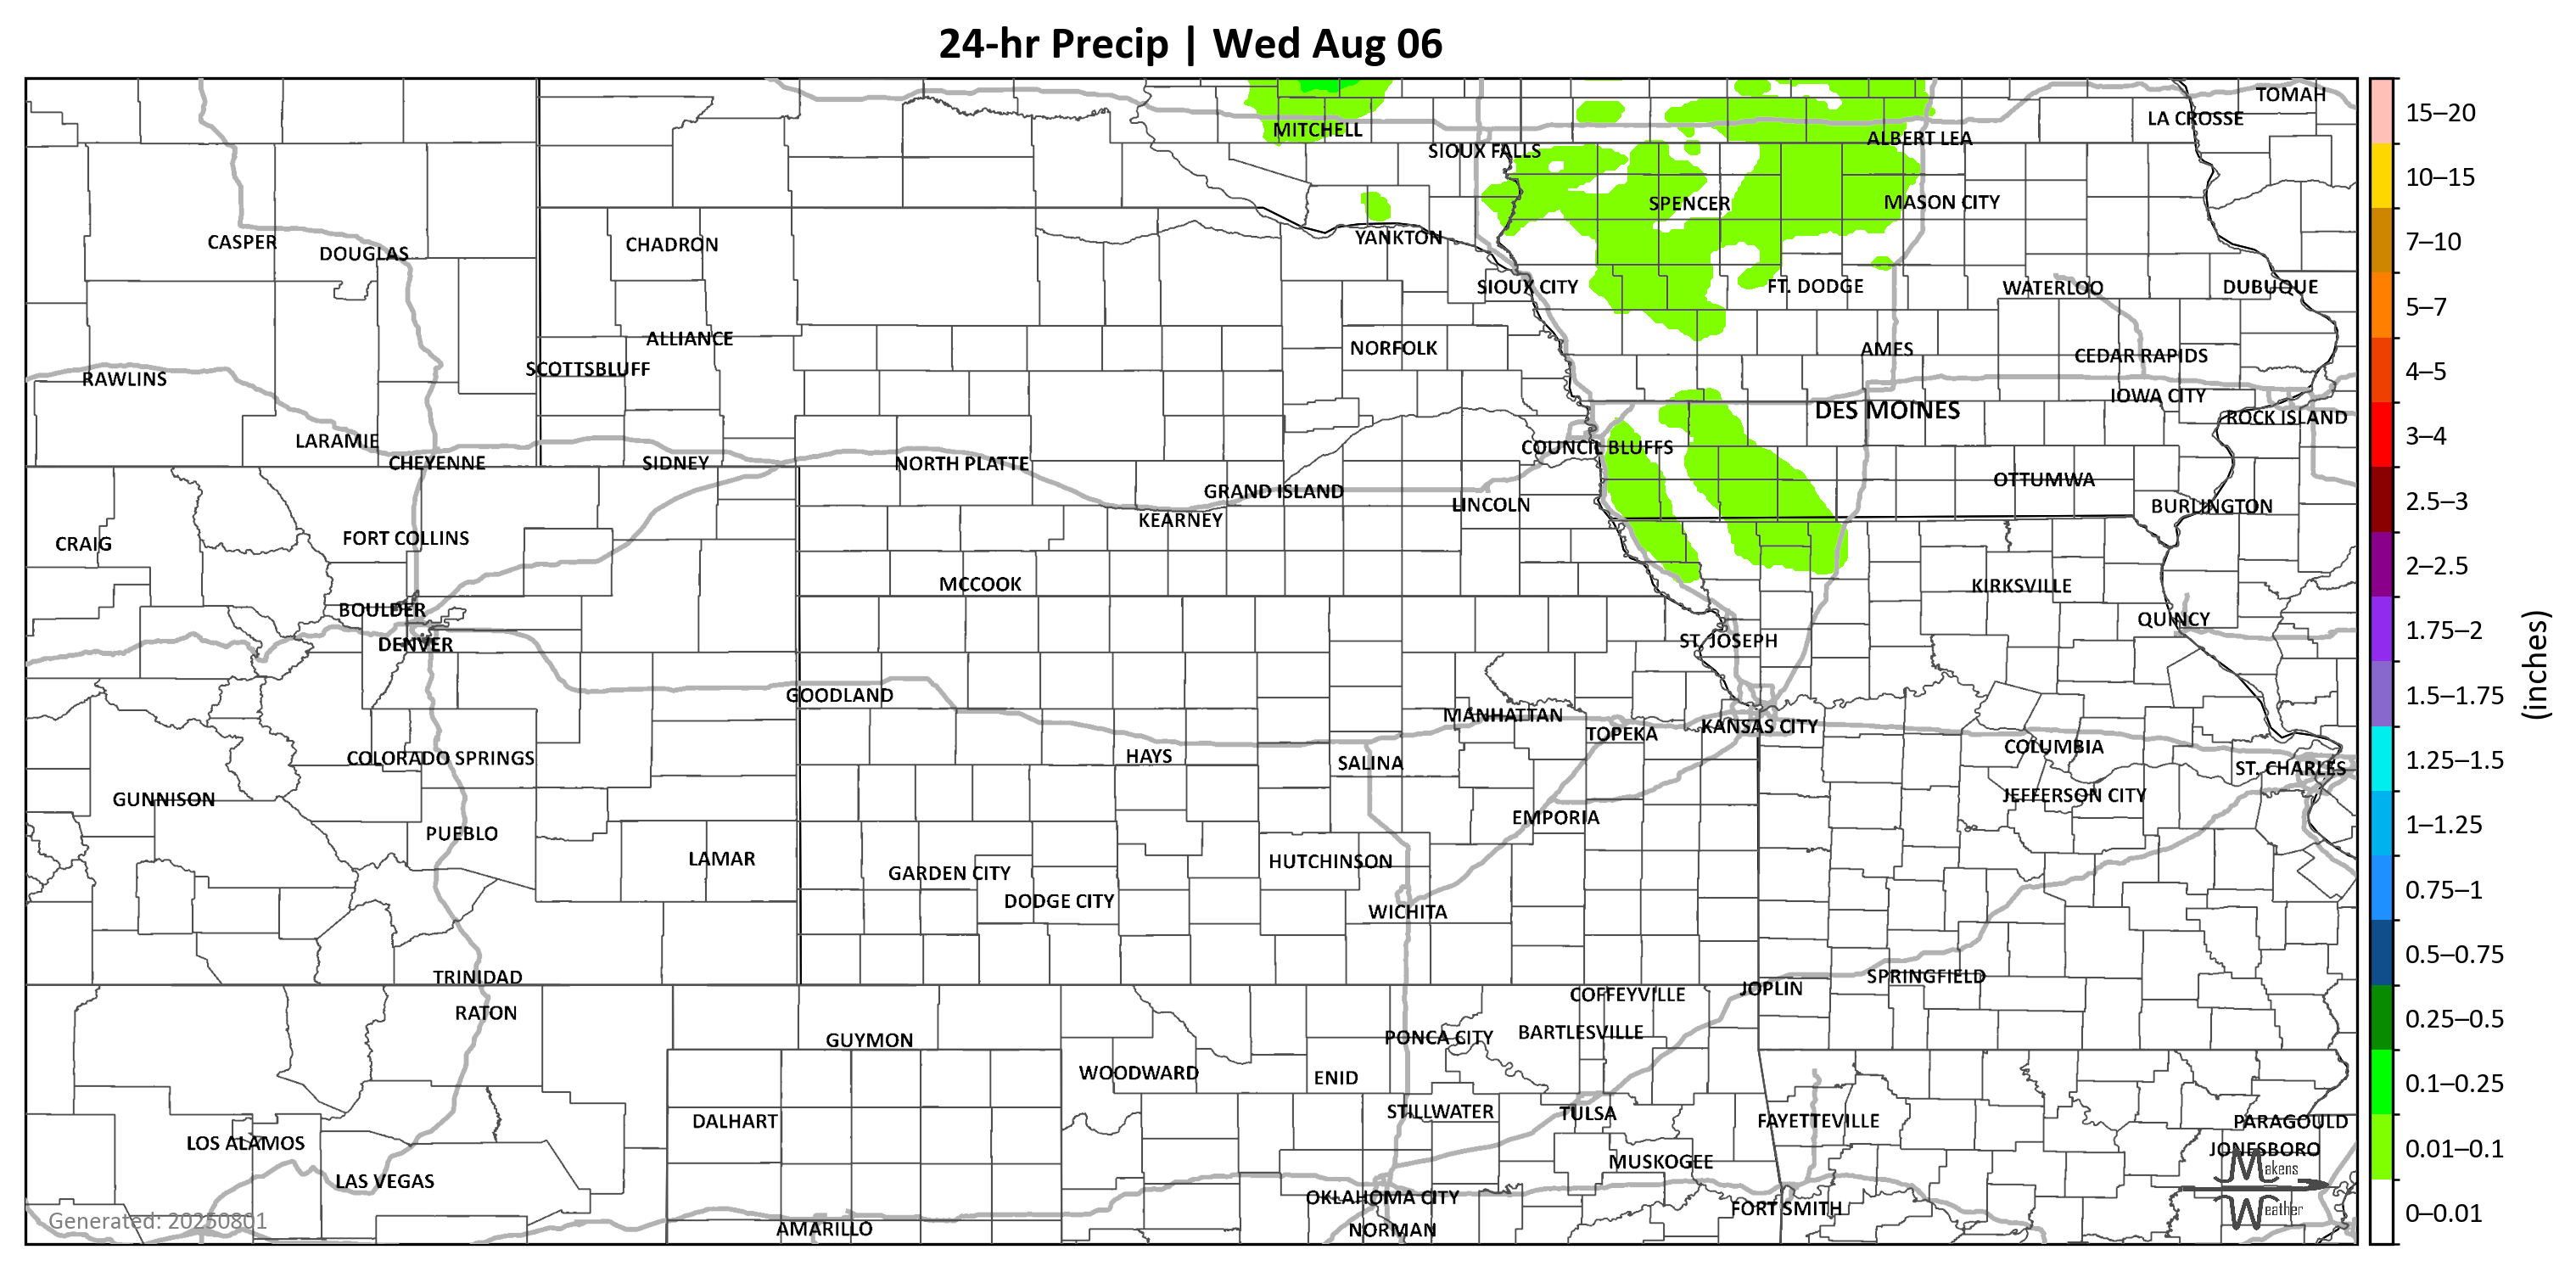 24-hr Precip | Wed Aug 06
TOMAH
LA CROSSE
MITCHELL
ALBERT LEA
SIOUX FALLS
SPENCER
MASON CITY
YANKTON
CASPER
CHADRON
DOUGLAS
SIOUX CITY
FT. DODGE
WATERLOO
DUBUQUE
ALLIANCE
NORFOLK
AMES
CEDAR RAPIDS
SCOTTSBLUFF
RAWLINS
IOWA CITY
DES MOINES
ROCK ISLAND
LARAMIE
COUNCIL BLUFFS
CHEYENNE
SIDNEY
NORTH PLATTE
OTTUMWA
GRAND ISLAND
LINCOLN
BURLINGTON
KEARNEY
FORT COLLINS
CRAIG
MCCOOK
KIRKSVILLE
BOULDER
QUINCY
DENVER
ST. JOSEPH
GOODLAND
MANHATTAN
KANSAS CITY
TOPEKA
COLUMBIA
COLORADO SPRINGS
HAYS
SALINA
ST. CHARLES
GUNNISON
JEFFERSON CITY
EMPORIA
PUEBLO
LAMAR
HUTCHINSON
GARDEN CITY
DODGE CITY
WICHITA
TRINIDAD
SPRINGFIELD
JOPLIN
COFFEYVILLE
RATON
BARTLESVILLE
PONCA CITY
GUYMON
WOODWARD
ENID
STILLWATER
TULSA
DALHART
FAYETTEVILLE
PARAGOULD
LOS ALAMOS
JONESBORO
MUSKOGEE
LAS VEGAS
OKLAHOMA CITY
FORT SMITH
AMARILLO
NORMAN
Generated: 20250801
Makens
Weather
15–20
10–15
7–10
5–7
4–5
3–4
2.5–3
2–2.5
1.75–2
1.5–1.75
1.25–1.5
1–1.25
0.75–1
0.5–0.75
0.25–0.5
0.1–0.25
0.01–0.1
0–0.01
(inches)